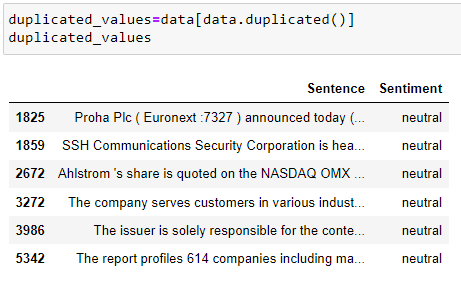 duplicated_values=data[data.duplicated()]
duplicated_values
Sentence Sentiment
1825 Proha Plc ( Euronext :7327 ) announced today (... neutral
1859 SSH Communications Security Corporation is hea... neutral
2672 Ahlstrom 's share is quoted on the NASDAQ OMX ... neutral
3272 The company serves customers in various indust... neutral
3986 The issuer is solely responsible for the conte... neutral
5342 The report profiles 614 companies including ma... neutral